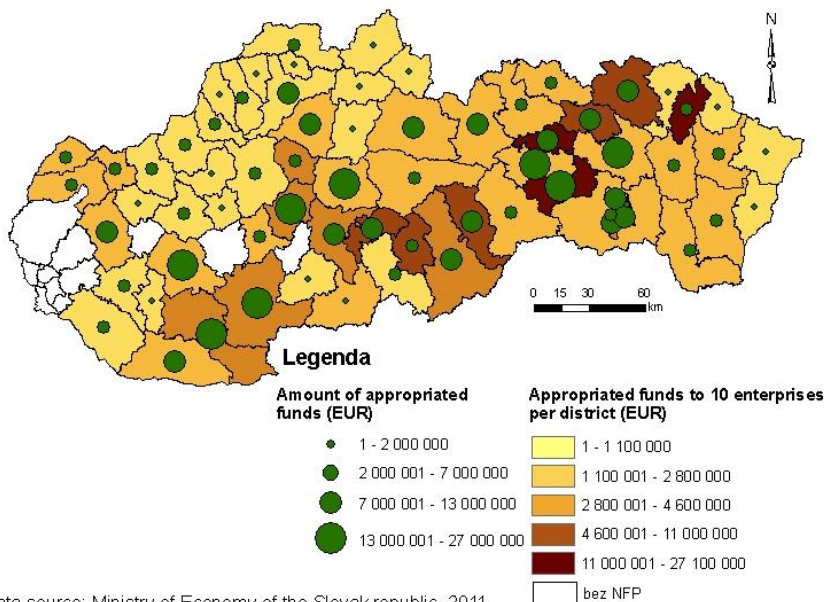 N
0 15 30 60
km
Legenda
Amount of appropriated
funds (EUR)
1 - 2 000 000
2 000 001 - 7 000 000
7 000 001 - 13 000 000
13 000 001 - 27 000 000
Appropriated funds to 10 enterprises
per district (EUR)
1 - 1 100 000
1 100 001 - 2 800 000
2 800 001 - 4 600 000
4 600 001 - 11 000 000
11 000 001 - 27 100 000
bez NFP
source: Ministry of Economy of the Slovak republic, 2011